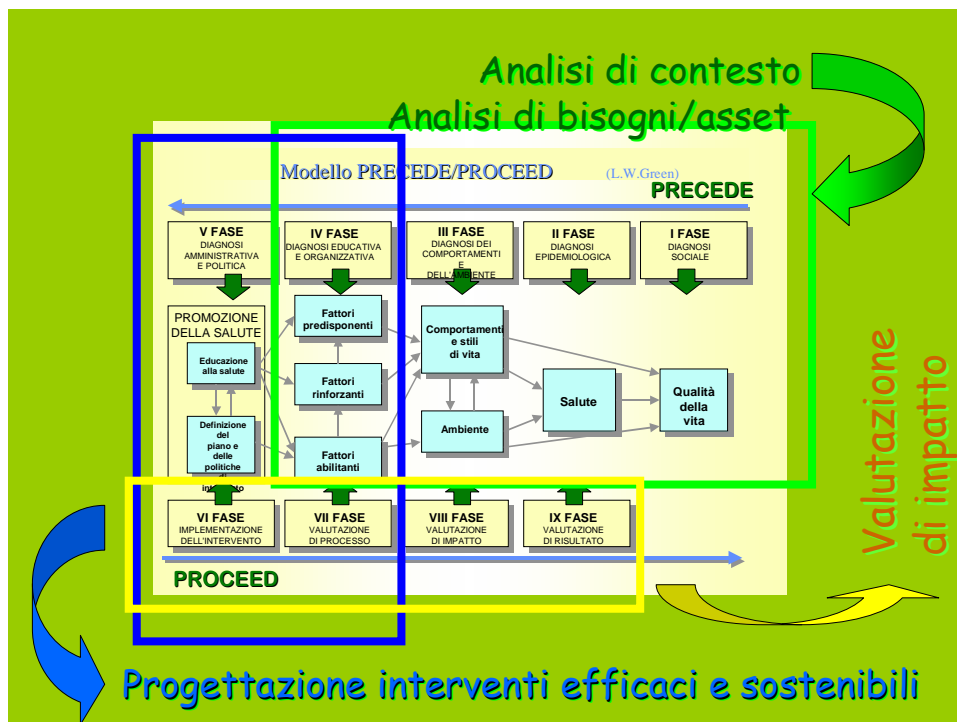 Analisi di contesto
Analisi di bisogni/asset
Modello PRECEDE/PROCEED (L.W.Green)
PRECEDE
V FASE
DIAGNOSI
AMMINISTRATIVA
E POLITICA
IV FASE
DIAGNOSI EDUCATIVA
E ORGANIZZATIVA
III FASE
DIAGNOSI DEI
COMPORTAMENTI
E
DELL'AMBIENTE
II FASE
DIAGNOSI
EPIDEMIOLOGICA
I FASE
DIAGNOSI
SOCIALE
PROMOZIONE
DELLA SALUTE
Educazione
alla salute
Definizione
del
piano e
delle
politiche
Fattori
predisponenti
Fattori
rinforzanti
Fattori
abilitanti
Comportamenti
e stili
di vita
Ambiente
Salute
Qualità
della
vita
VI FASE
IMPLEMENTAZIONE
DELL'INTERVENTO
VII FASE
VALUTAZIONE
DI PROCESSO
VIII FASE
VALUTAZIONE
DI IMPATTO
IX FASE
VALUTAZIONE
DI RISULTATO
PROCEED
Valutazione
di impatto
Progettazione interventi efficaci e sostenibili